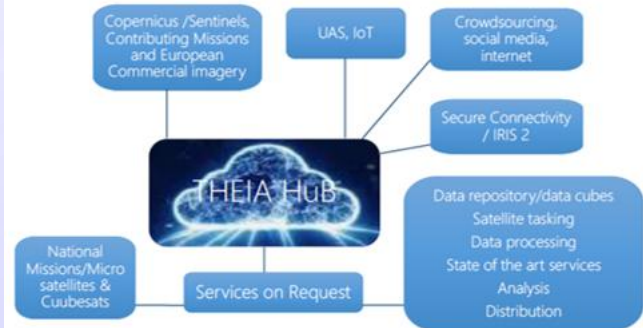 Copernicus /Sentinels,
Contributing Missions
and European
Commercial imagery
UAS, IoT
Crowdsourcing,
social media,
internet
Secure Connectivity
/ IRIS 2
THEIA HuB
National
Missions/Micro
satellites &
Cuubesats
Services on Request
Data repository/data cubes
Satellite tasking
Data processing
State of the art services
Analysis
Distribution